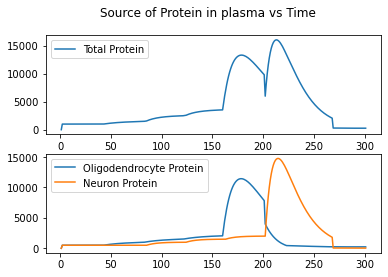 Source of Protein in plasma vs Time
Total Protein
15000
10000
5000
0
0 50 100 150 200 250 300
Oligodendrocyte Protein
Neuron Protein
15000
10000
5000
0
0 50 100 150 200 250 300